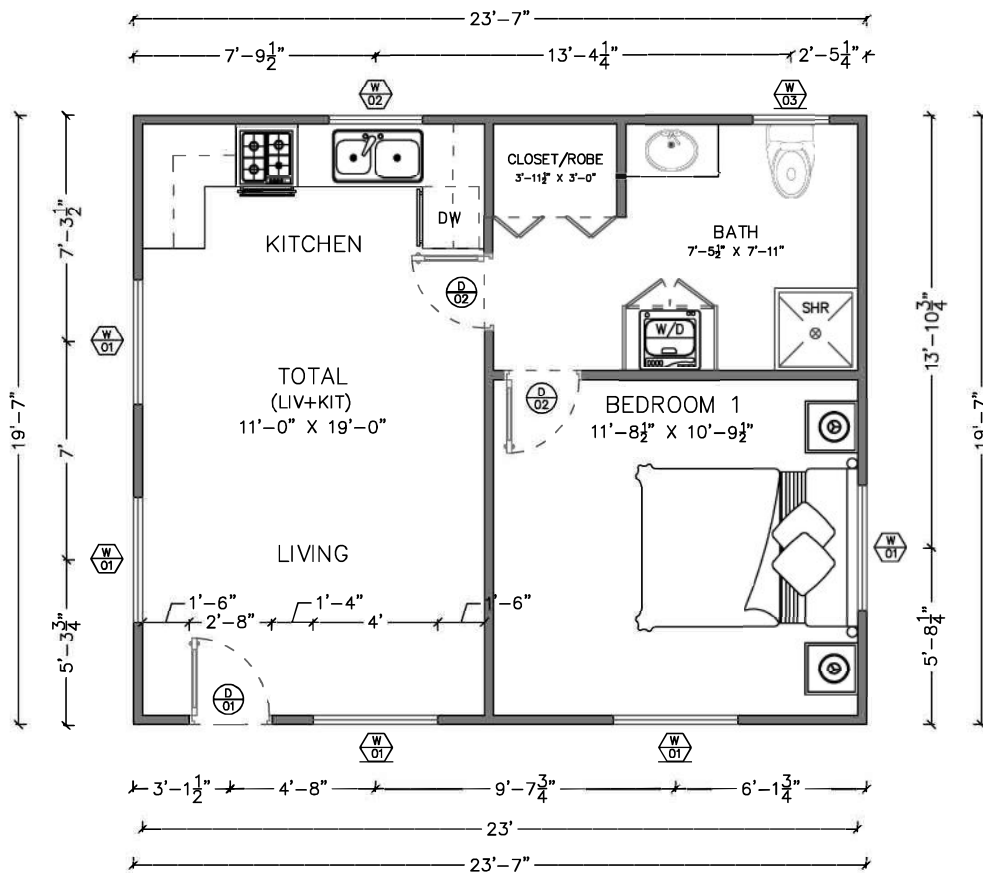 23'-7"
7'-9½"
13'-4¼"
2'-5¼"
W
02
W
03
CLOSET/ROBE
3'-11½" X 3'-0"
DW
KITCHEN
BATH
7'-5½" X 7'-11"
D
02
W/D
SHR
7'-3½"
W
01
13'-10¾"
TOTAL
(LIV+KIT)
11'-0" X 19'-0"
D
02
BEDROOM 1
11'-8½" X 10'-9½"
19'-7"
7'
19'-7"
LIVING
W
01
W
01
1'-6"
2'-8"
1'-4"
4'
1'-6"
5'-3¾"
5'-8¼"
D
01
W
01
W
01
3'-1½"
4'-8"
9'-7¾"
6'-1¾"
23'
23'-7"